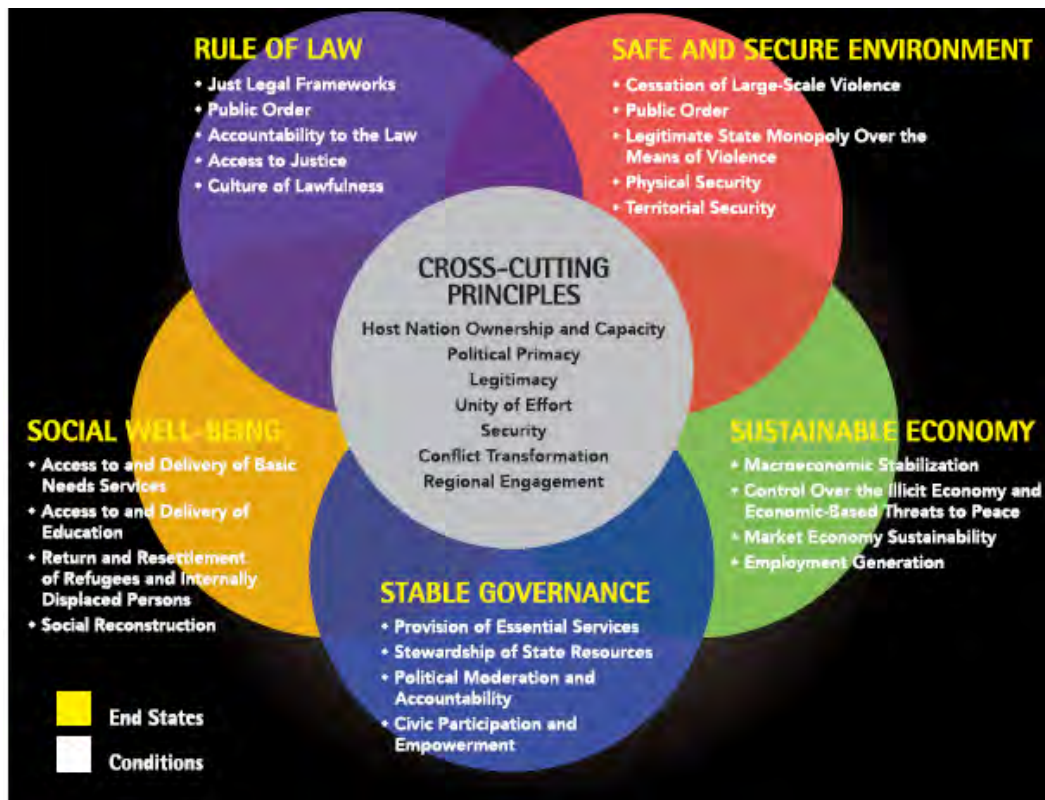 RULE OF LAW
• Just Legal Frameworks
• Public Order
• Accountability to the Law
• Access to Justice
• Culture of Lawfulness
SAFE AND SECURE ENVIRONMENT
• Cessation of Large-Scale Violence
• Public Order
• Legitimate State Monopoly Over the
Means of Violence
• Physical Security
• Territorial Security
CROSS-CUTTING
PRINCIPLES
Host Nation Ownership and Capacity
Political Primacy
Legitimacy
Unity of Effort
Security
Conflict Transformation
Regional Engagement
SOCIAL WELL-BEING
• Access to and Delivery of Basic
Needs Services
• Access to and Delivery of
Education
• Return and Resettlement
of Refugees and Internally
Displaced Persons
• Social Reconstruction
SUSTAINABLE ECONOMY
• Macroeconomic Stabilization
• Control Over the Illicit Economy and
Economic-Based Threats to Peace
• Market Economy Sustainability
• Employment Generation
STABLE GOVERNANCE
• Provision of Essential Services
• Stewardship of State Resources
• Political Moderation and
Accountability
• Civic Participation and
Empowerment
End States
Conditions